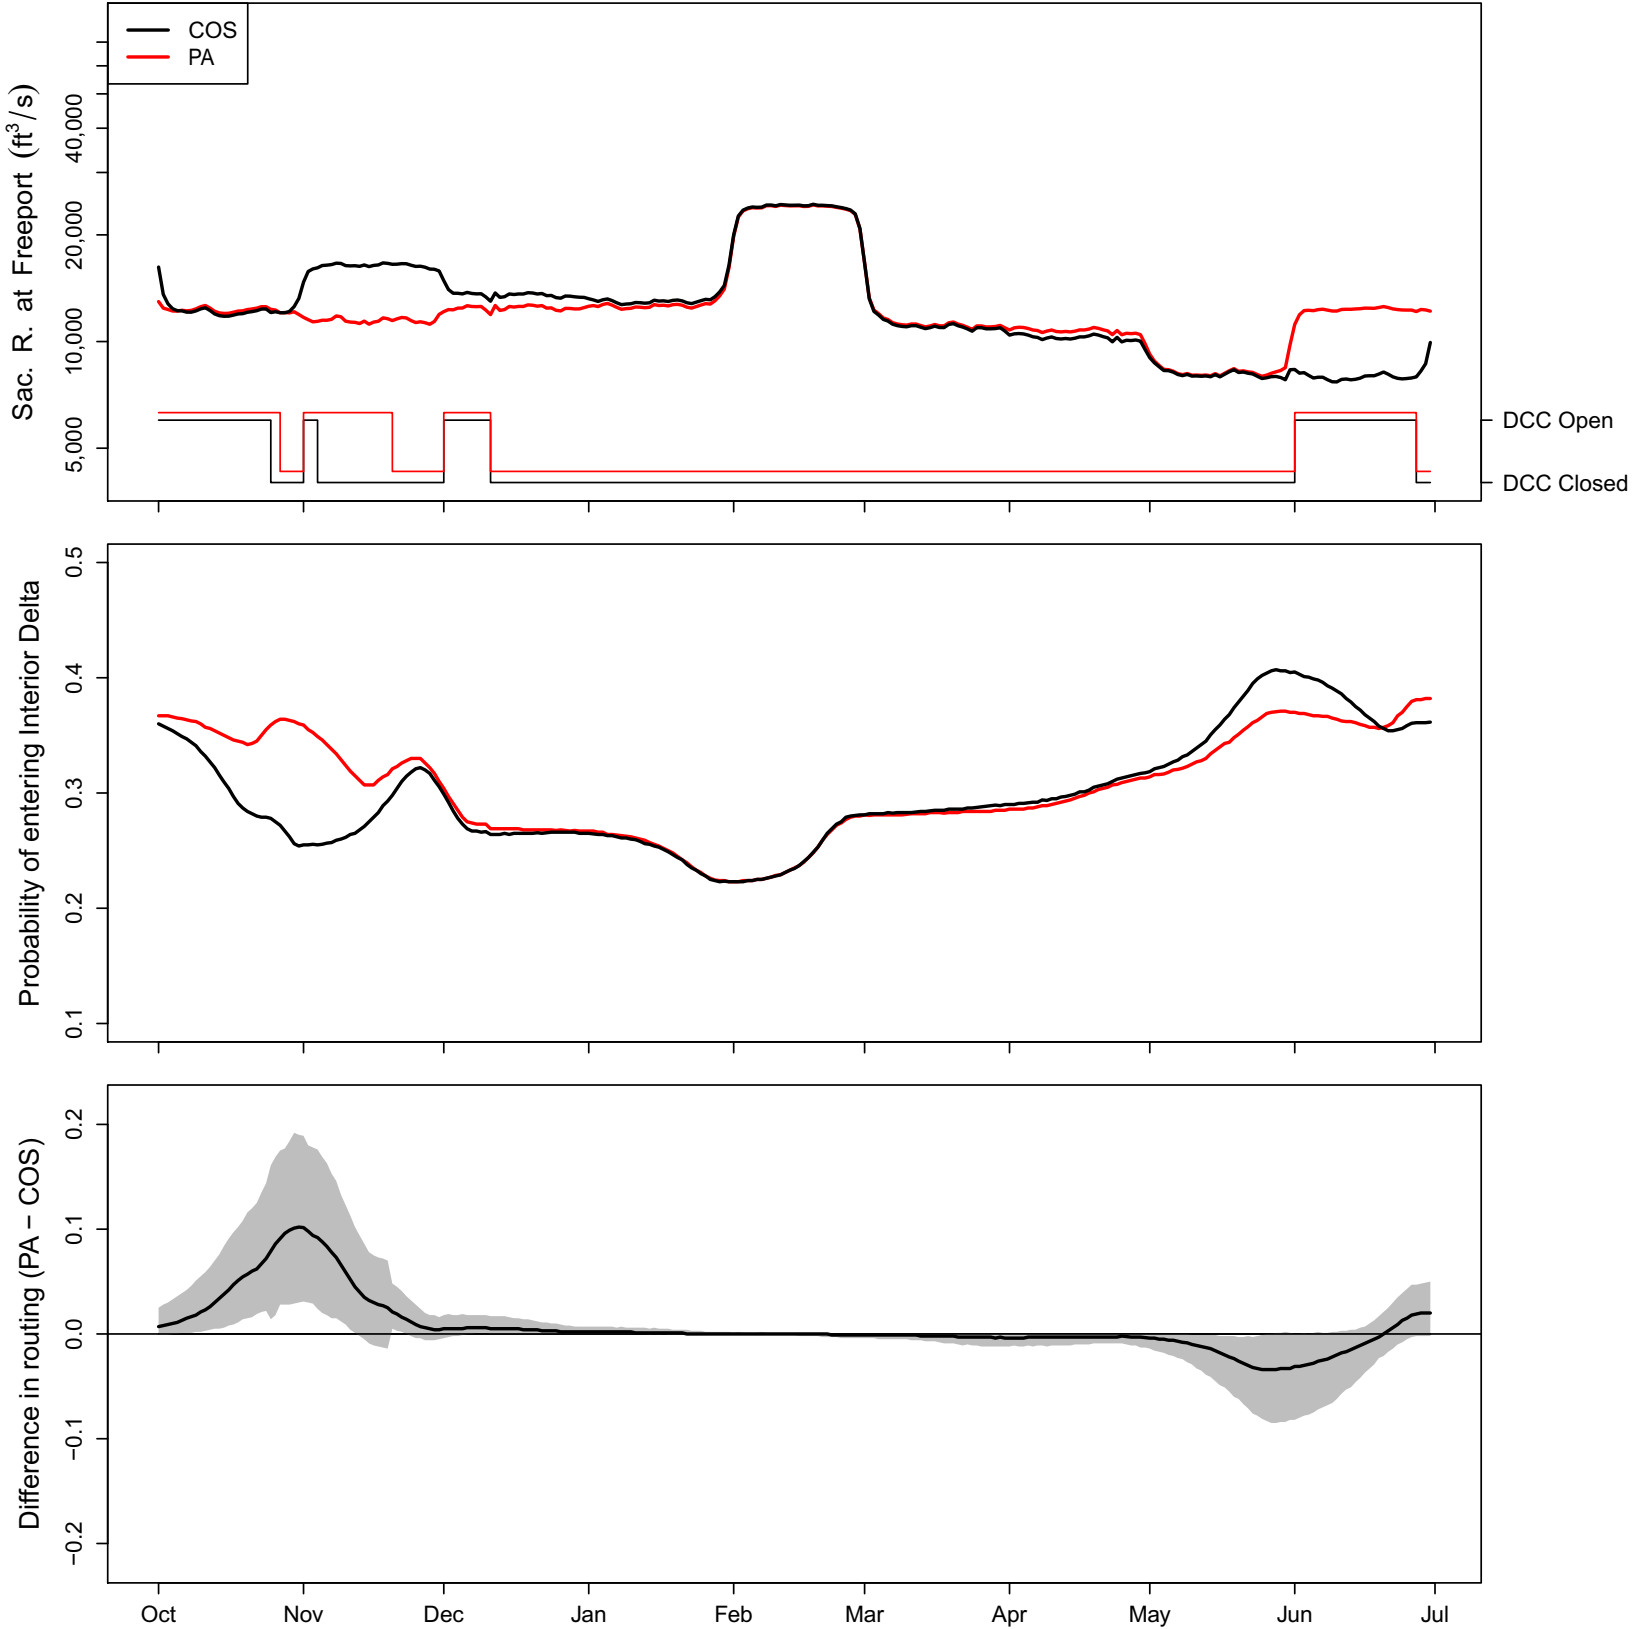 COS
PA
Sac. R. at Freeport (ft³/s)
40,000
20,000
10,000
5,000
DCC Open
DCC Closed
Probability of entering Interior Delta
0.5
0.4
0.3
0.2
0.1
Difference in routing (PA − COS)
0.2
0.1
0.0
−0.1
−0.2
Oct Nov Dec Jan Feb Mar Apr May Jun Jul